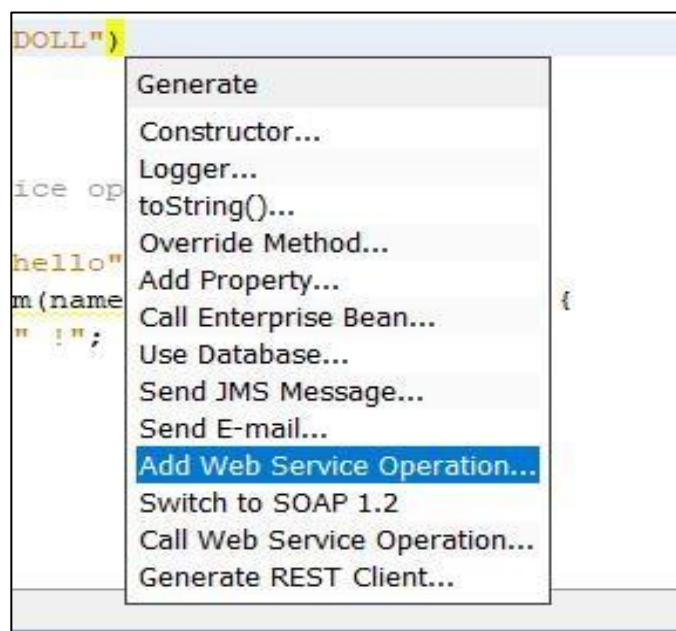 DOLL")
Generate
Constructor...
Logger...
ice op
toString()...
hello"
Override Method...
m(name
Add Property...
{
Call Enterprise Bean...
" !";
Use Database...
Send JMS Message...
Send E-mail...
Add Web Service Operation...
Switch to SOAP 1.2
Call Web Service Operation...
Generate REST Client...